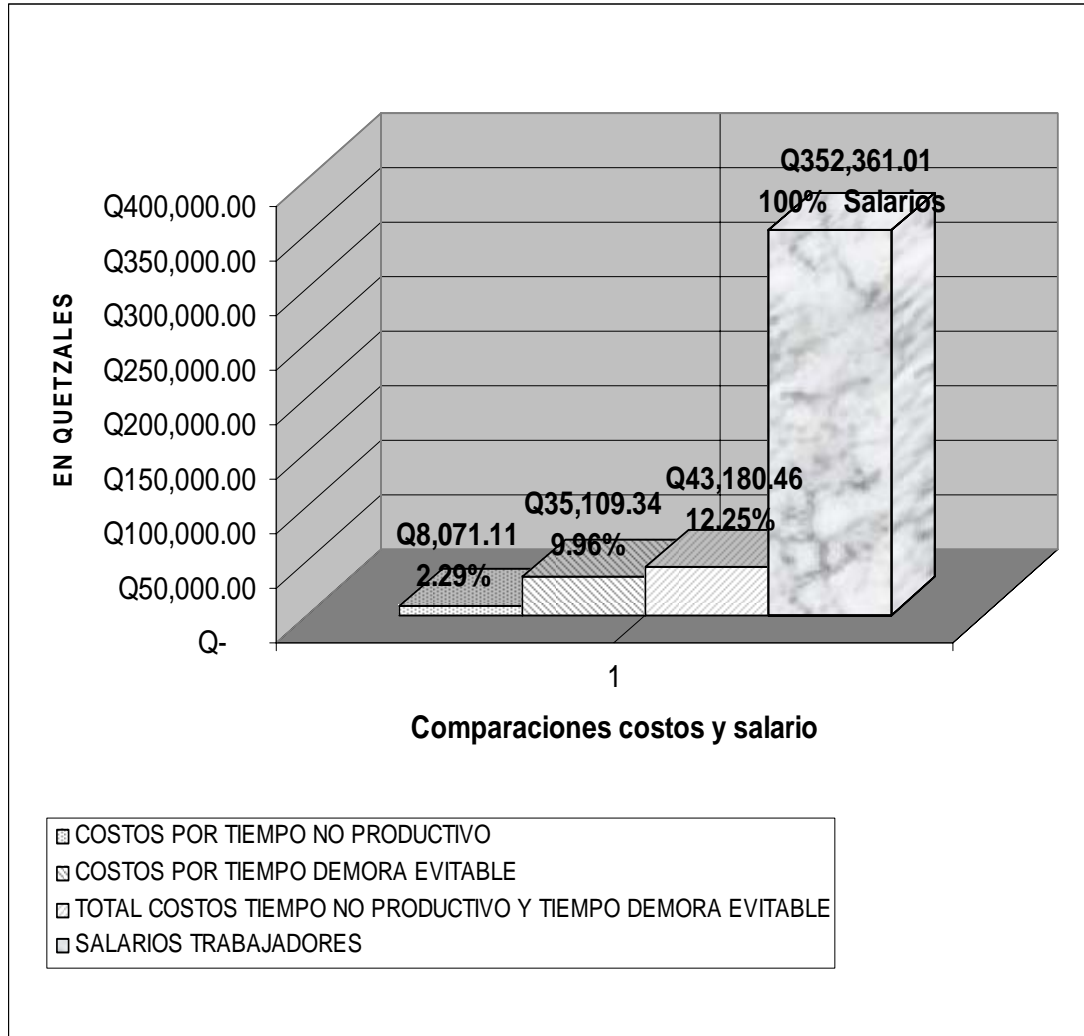 EN QUETZALES
Q400,000.00
Q350,000.00
Q300,000.00
Q250,000.00
Q200,000.00
Q150,000.00
Q100,000.00
Q50,000.00
Q-
Q8,071.11
2.29%
Q35,109.34
9.96%
Q43,180.46
12.25%
Q352,361.01
100% Salarios
1
Comparaciones costos y salario
COSTOS POR TIEMPO NO PRODUCTIVO
COSTOS POR TIEMPO DEMORA EVITABLE
TOTAL COSTOS TIEMPO NO PRODUCTIVO Y TIEMPO DEMORA EVITABLE
SALARIOS TRABAJADORES